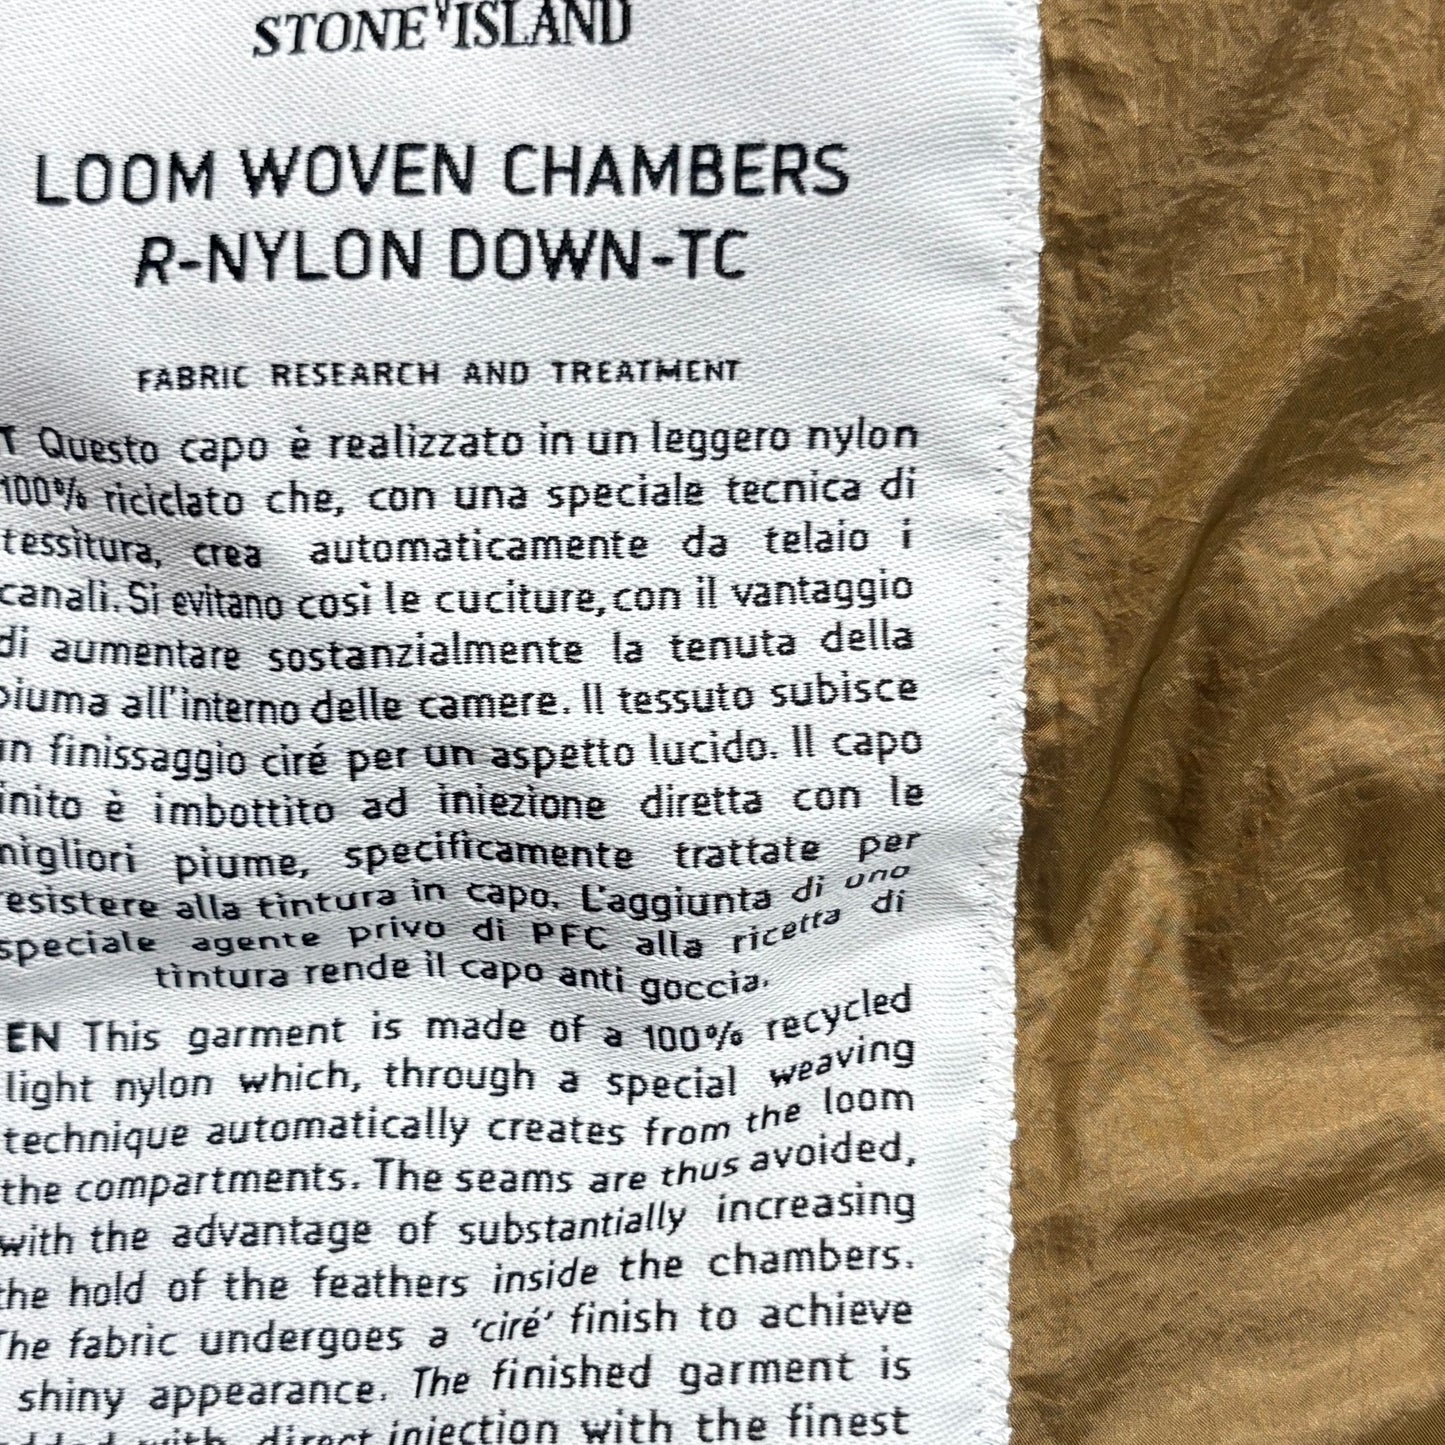 STONE ISLAND
LOOM WOVEN CHAMBERS
R-NYLON DOWN-TC
FABRIC RESEARCH AND TREATMENT
T Questo capo è realizzato in un leggero nylon
100% riciclato che, con una speciale tecnica di
tessitura, crea automaticamente da telaio i
canali. Si evitano così le cuciture, con il vantaggio
di aumentare sostanzialmente la tenuta della
piuma all'interno delle camere. Il tessuto subisce
un finissaggio ciré per un aspetto lucido. Il capo
inito è imbottito ad iniezione diretta con le
migliori piume, specificamente trattate per
resistere alla tintura in capo. L'aggiunta di uno
speciale agente privo di PFC alla ricetta di
tintura rende il capo anti goccia.
EN This garment is made of a 100% recycled
light nylon which, through a special weaving
technique automatically creates from the loom
the compartments. The seams are thus avoided,
with the advantage of substantially increasing
the hold of the feathers inside the chambers.
The fabric undergoes a 'ciré' finish to achieve
shiny appearance. The finished garment is
with direct injection with the finest